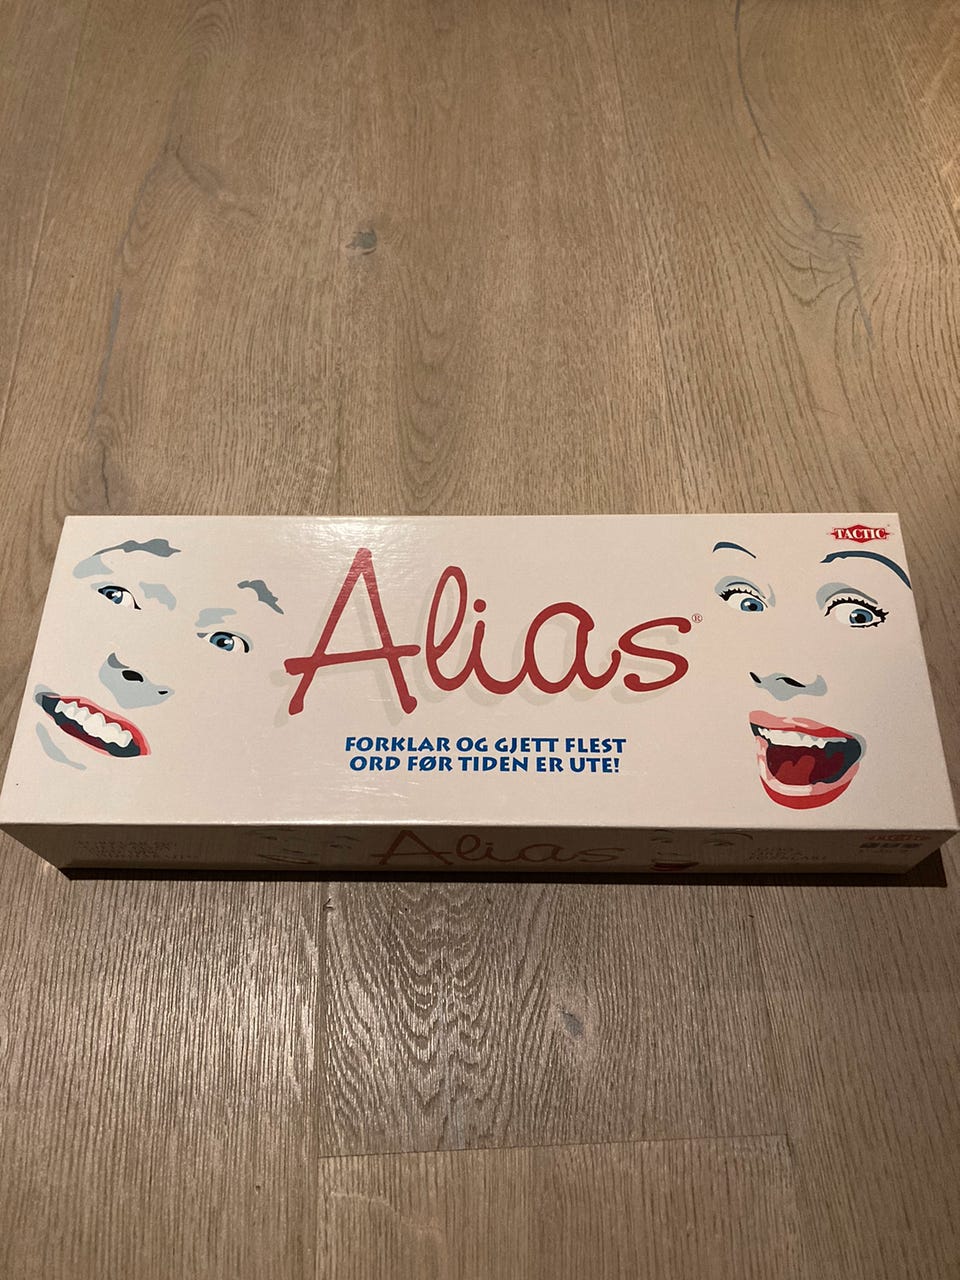 TACTIC
Alias®
FORKLAR OG GJETT FLEST
ORD FØR TIDEN ER UTE!
Alias